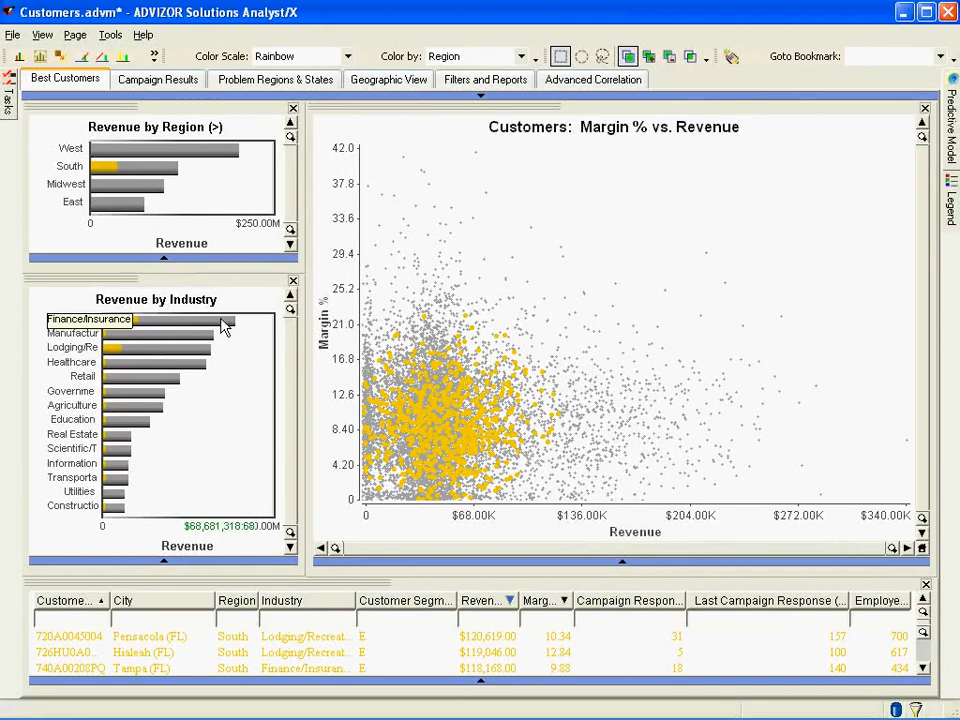 Customers.advm* - ADVIZOR Solutions Analyst/X
File View Page Tools Help
Color Scale: Rainbow Color by: Region Goto Bookmark:
Best Customers Campaign Results Problem Regions & States Geographic View Filters and Reports Advanced Correlation
Tasks
Revenue by Region (>)
West
South
Midwest
East
0 $250.00M
Revenue
Revenue by Industry
Finance/Insurance
Manufactur
Lodging/Re
Healthcare
Retail
Governme
Agriculture
Education
Real Estate
Scientific/T
Information
Transporta
Utilities
Constructio
0 $68,681,318:68).00M
Revenue
Customers: Margin % vs. Revenue
42.0
37.8
33.6
29.4
25.2
21.0
16.8
12.6
8.40
4.20
0
Margin %
0 $68.00K $136.00K $204.00K $272.00K $340.00K
Revenue
Predictive Model
Legend
Custome... City Region Industry Customer Segm... Reven... Marg... Campaign Respon... Last Campaign Response (... Employe...
720A0045004 Pensacola (FL) South Lodging/Recreat... E $120,619.00 10.34 31 157 700
726HU0A0... Hialeah (FL) South Lodging/Recreat... E $119,046.00 12.84 5 100 617
740A00208PQ Tampa (FL) South Finance/Insuran... E $118,168.00 9.88 18 140 434